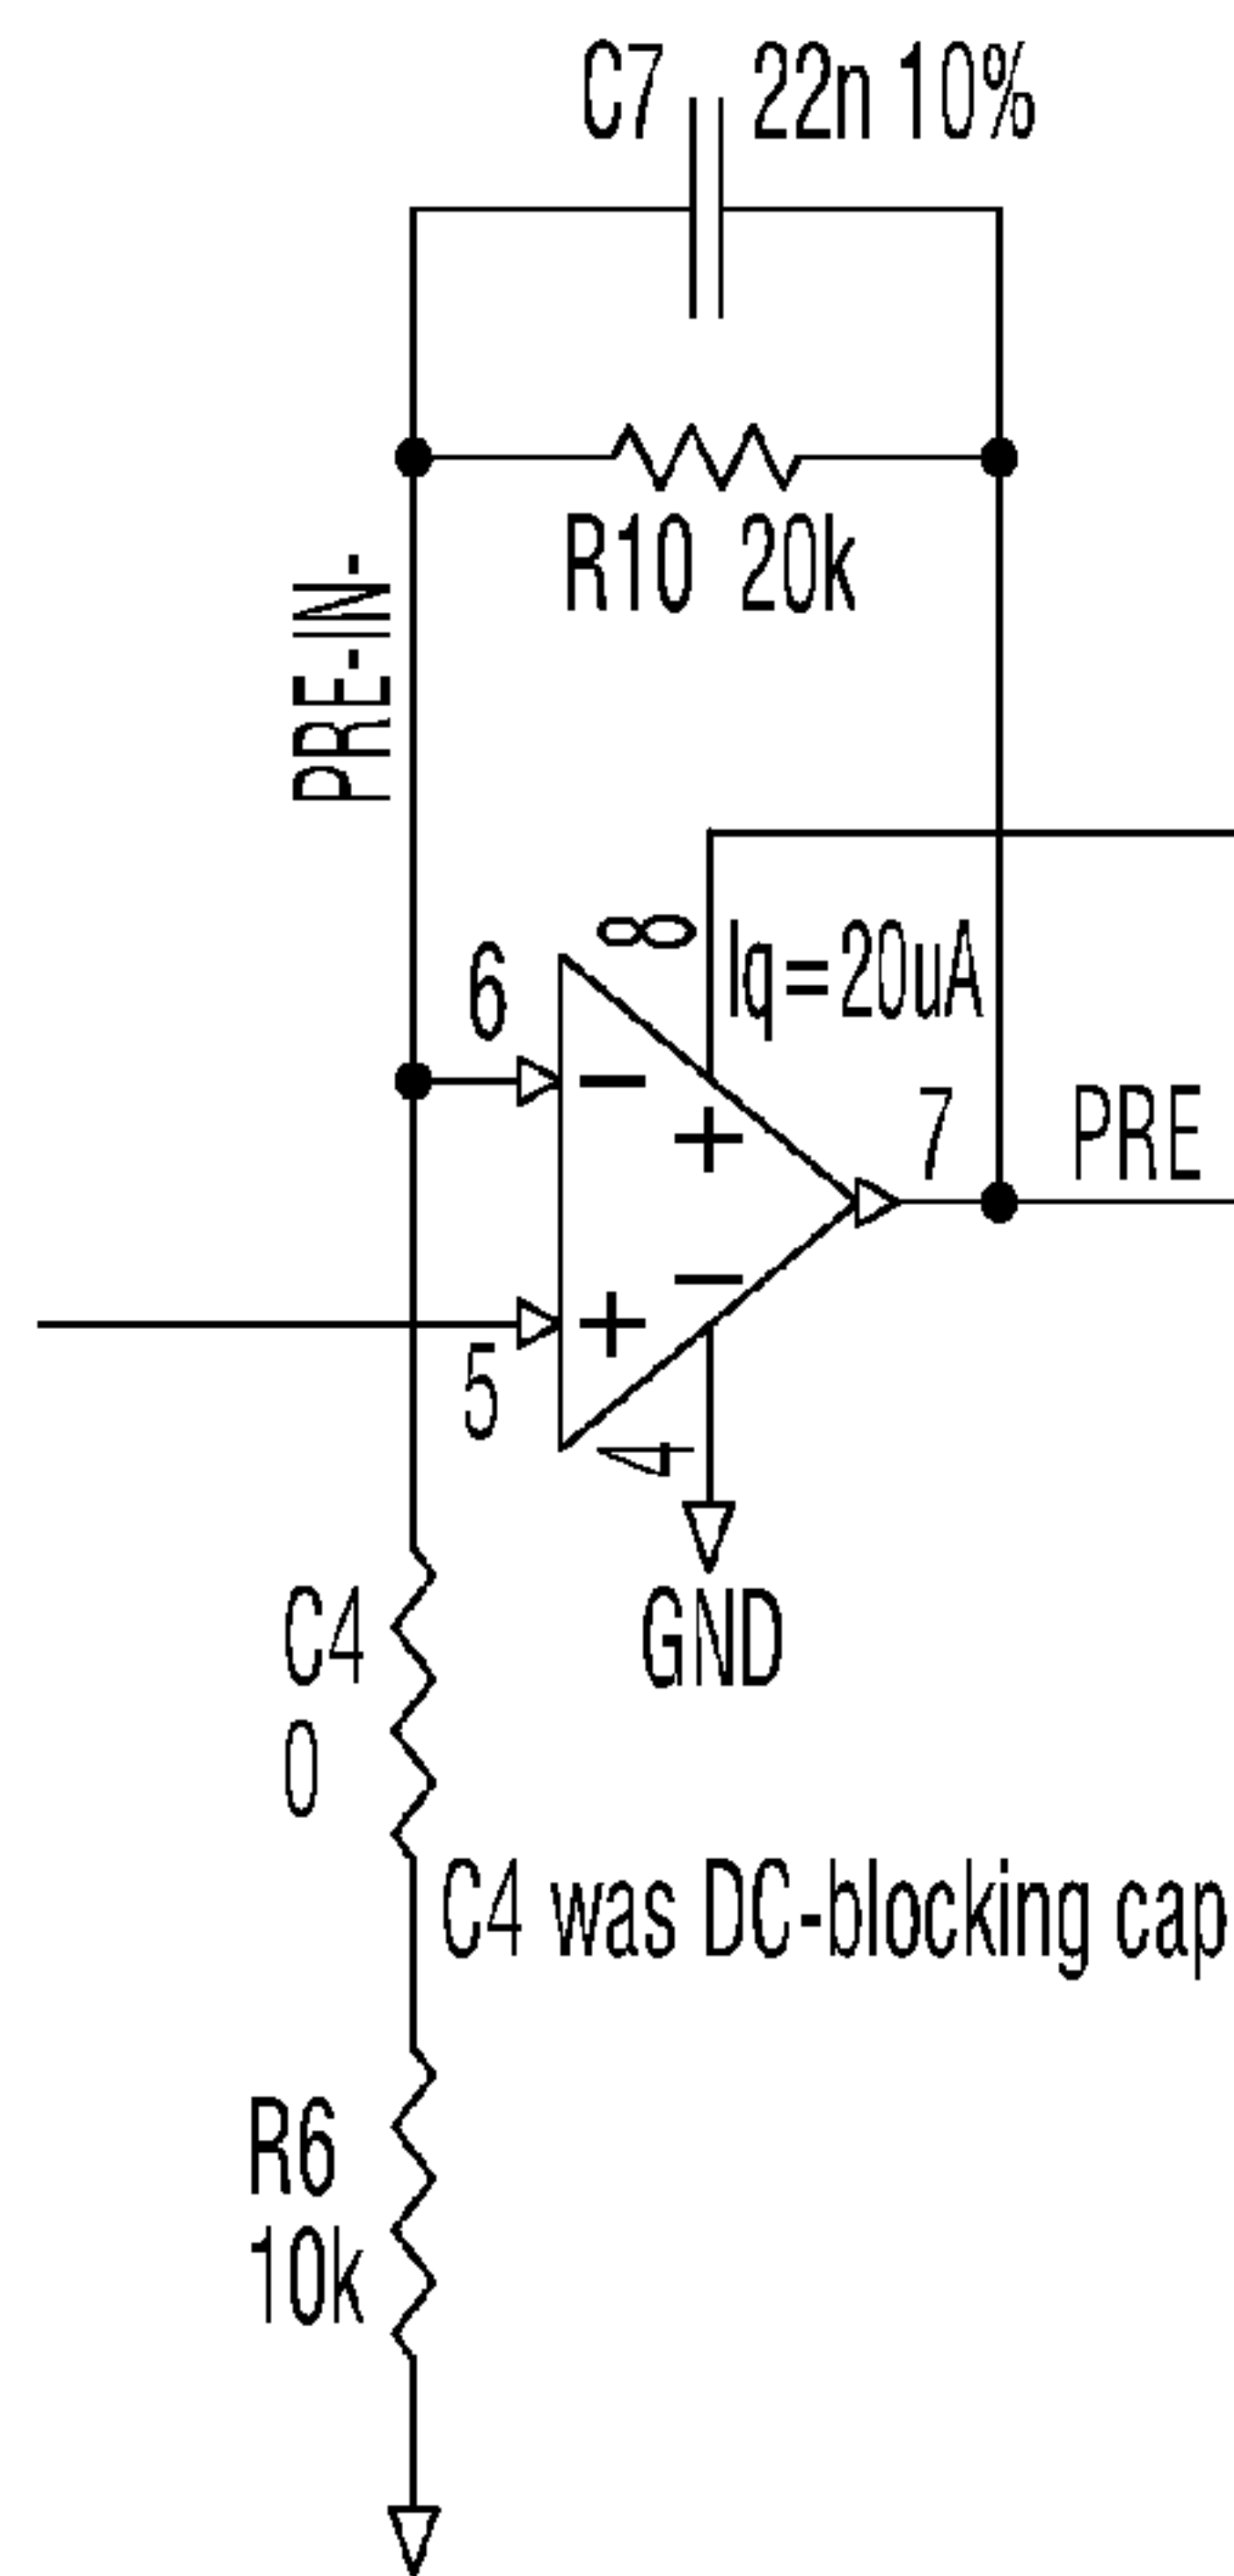 C7 22n 10%
R10 20k
PRE-IN-
8
Iq=20uA
6
7
PRE
5
4
GND
C4
0
C4 was DC-blocking cap
R6
10k